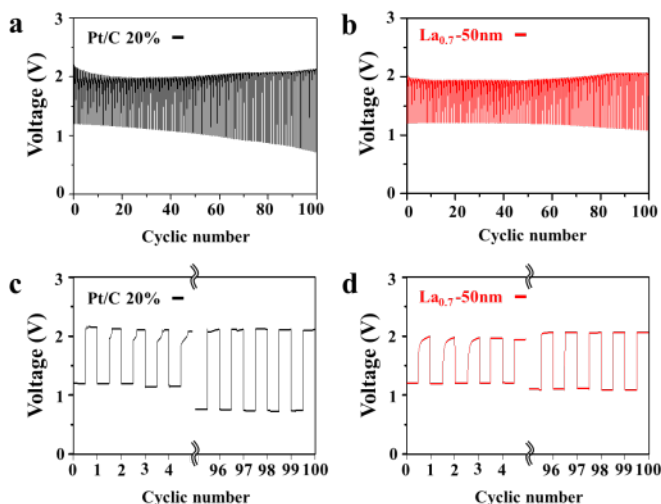 a
Pt/C 20%
3
2
1
0
Voltage (V)
0 20 40 60 80 100
Cyclic number
b
La0.7-50nm
3
2
1
0
Voltage (V)
0 20 40 60 80 100
Cyclic number
c
Pt/C 20%
3
2
1
0
Voltage (V)
0 1 2 3 4 96 97 98 99 100
Cyclic number
d
La0.7-50nm
3
2
1
0
Voltage (V)
0 1 2 3 4 96 97 98 99 100
Cyclic number